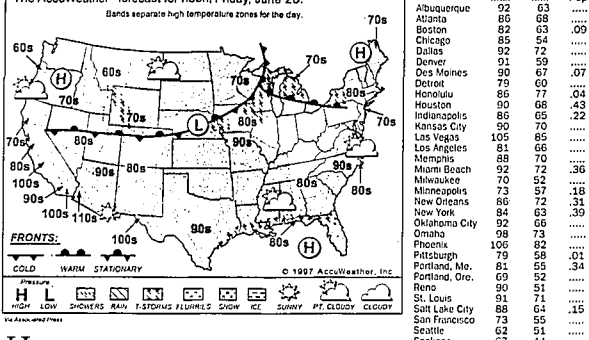 The AccuWeather forecast for noon, Friday, June 20.
Bands separate high temperature zones for the day.
70s
60s
60s
70s
70s
70s
70s
80s
80s
70s
70s
80s
80s
90s
90s
80s
80s
100s
90s
100s
110s
80s
90s
80s
100s
90s
80s
H
H
L
H
FRONTS:
COLD WARM STATIONARY
© 1997 AccuWeather, Inc
Pressure
H L
HIGH LOW SHOWERS RAIN T-STORMS FLURRIES SNOW ICE SUNNY PT. CLOUDY CLOUDY
Via Associated Press
Albuquerque 92 63 .....
Atlanta 86 68 .....
Boston 82 63 .09
Chicago 85 54 .....
Dallas 92 72 .....
Denver 91 59 .....
Des Moines 90 67 .07
Detroit 79 60 .....
Honolulu 86 77 .04
Houston 90 68 .43
Indianapolis 86 65 .22
Kansas City 90 70 .....
Las Vegas 105 85 .....
Los Angeles 81 66 .....
Memphis 88 70 .....
Miami Beach 92 72 .36
Milwaukee 70 52 .....
Minneapolis 73 57 .18
New Orleans 86 72 .31
New York 84 63 .39
Oklahoma City 92 66 .....
Omaha 98 73 .....
Phoenix 106 82 .....
Pittsburgh 79 58 .01
Portland, Me. 81 55 .34
Portland, Ore. 69 52 .....
Reno 90 51 .....
St. Louis 91 71 .....
Salt Lake City 88 64 .15
San Francisco 73 55 .....
Seattle 62 51 .....